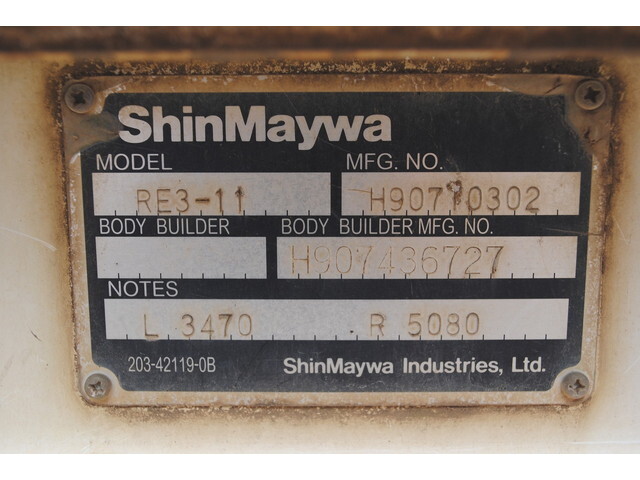 ShinMaywa
MODEL MFG. NO.
RE3-11 H90710302
BODY BUILDER BODY BUILDER MFG. NO.
H907436727
NOTES
L 3470 R 5080
203-42119-0B ShinMaywa Industries, Ltd.